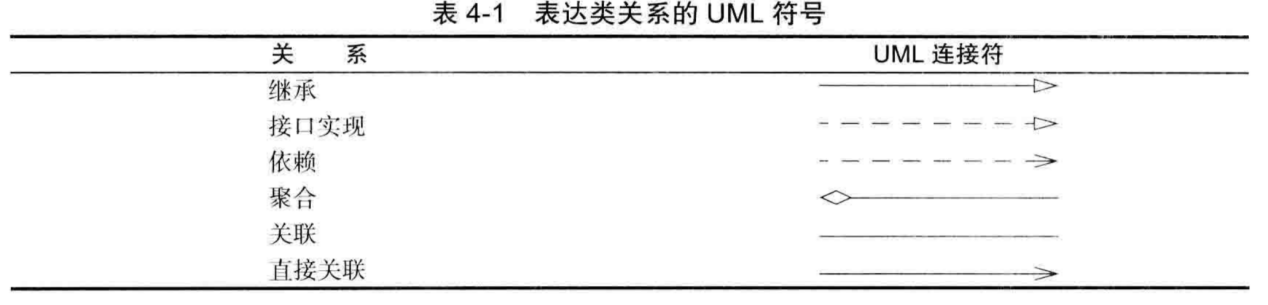 表 4-1 表达类关系的 UML 符号
关 系 UML 连接符
继承
接口实现
依赖
聚合
关联
直接关联